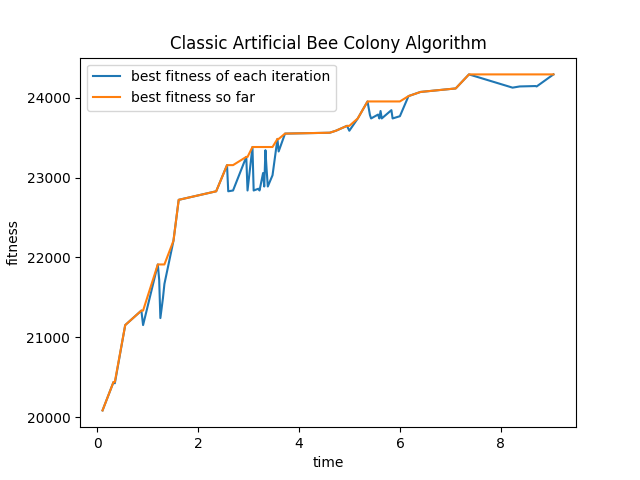 Classic Artificial Bee Colony Algorithm
best fitness of each iteration
best fitness so far
fitness
24000
23000
22000
21000
20000
0 2 4 6 8
time